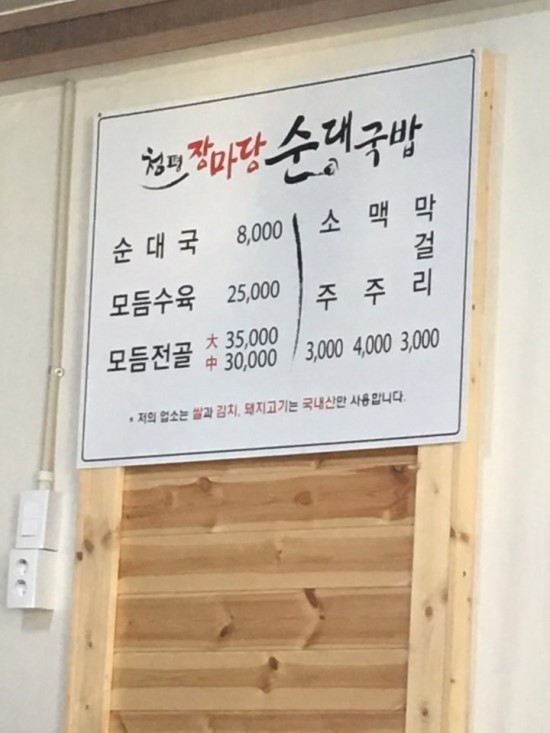 청평 장마당 순대국밥
순대국 8,000
모듬수육 25,000
모듬전골 大 35,000
中 30,000
소주 맥주 막걸리
3,000 4,000 3,000
* 저의 업소는 쌀과 김치, 돼지고기는 국내산만 사용합니다.